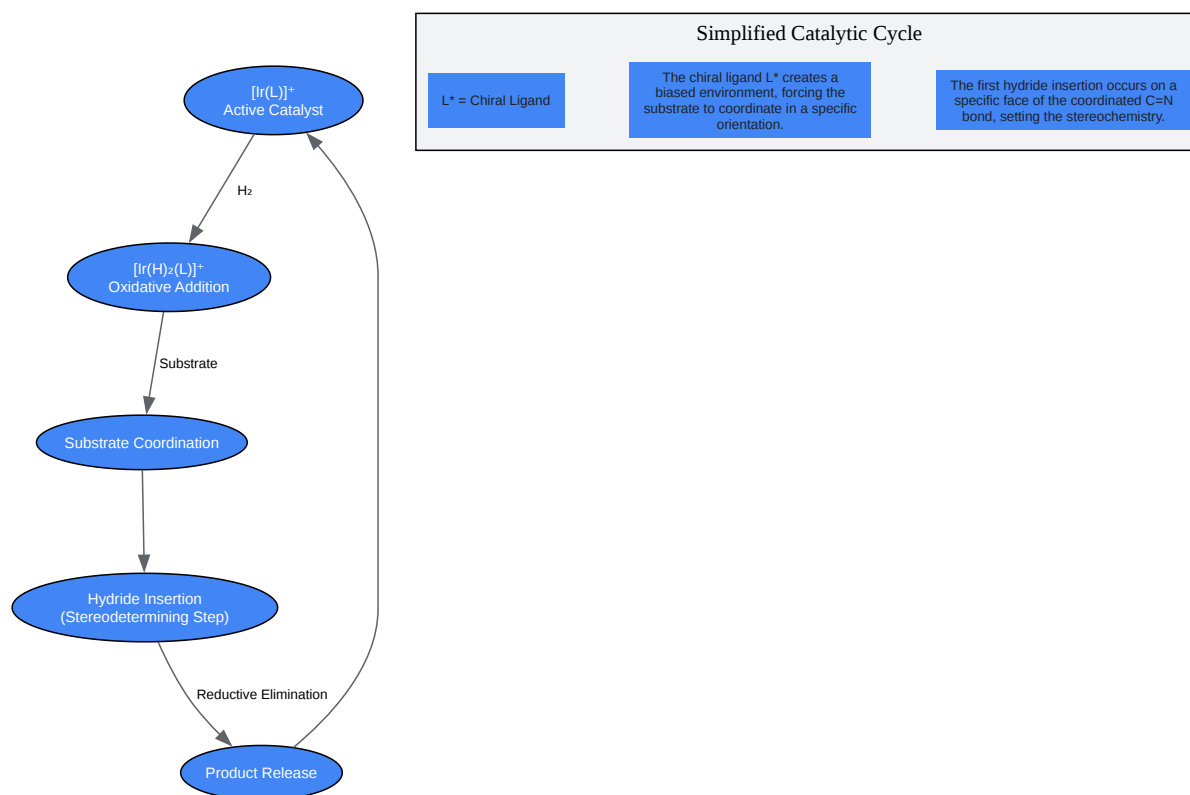 Simplified Catalytic Cycle
L* = Chiral Ligand
The chiral ligand L* creates a
biased environment, forcing the
substrate to coordinate in a specific
orientation.
The first hydride insertion occurs on a
specific face of the coordinated C=N
bond, setting the stereochemistry.
[Ir(L)]⁺
Active Catalyst
H₂
[Ir(H)₂(L)]⁺
Oxidative Addition
Substrate
Substrate Coordination
Hydride Insertion
(Stereodetermining Step)
Reductive Elimination
Product Release